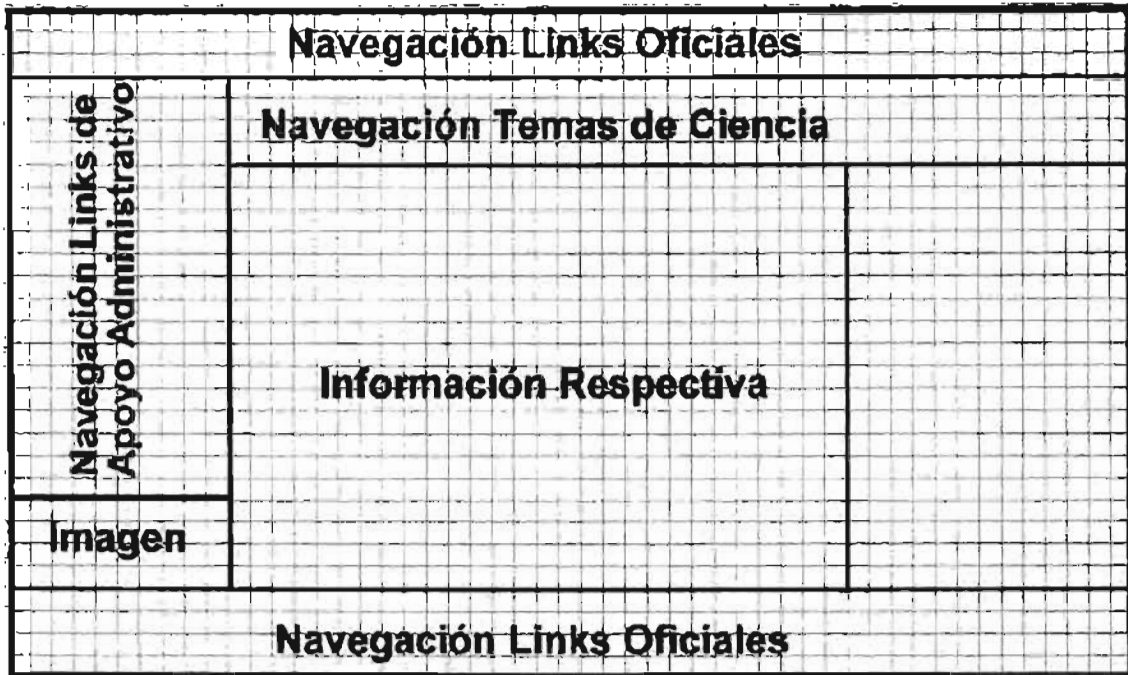 Navegación Links Oficiales
Navegación Links de
Apoyo Administrativo
Navegación Temas de Ciencia
Información Respectiva
Imagen
Navegación Links Oficiales